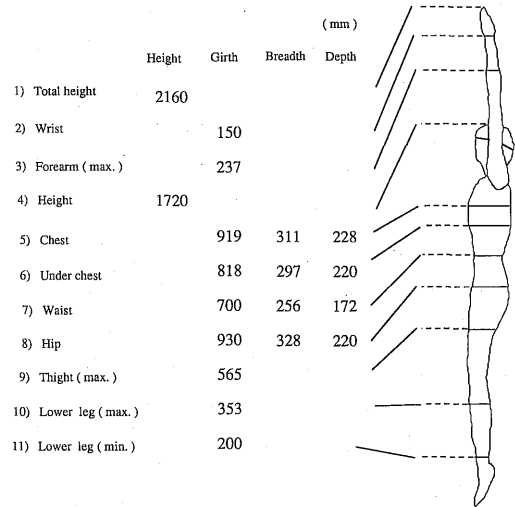 ( mm )
Height Girth Breadth Depth
1) Total height 2160
2) Wrist 150
3) Forearm ( max. ) 237
4) Height 1720
5) Chest 919 311 228
6) Under chest 818 297 220
7) Waist 700 256 172
8) Hip 930 328 220
9) Thight ( max. ) 565
10) Lower leg ( max. ) 353
11) Lower leg ( min. ) 200